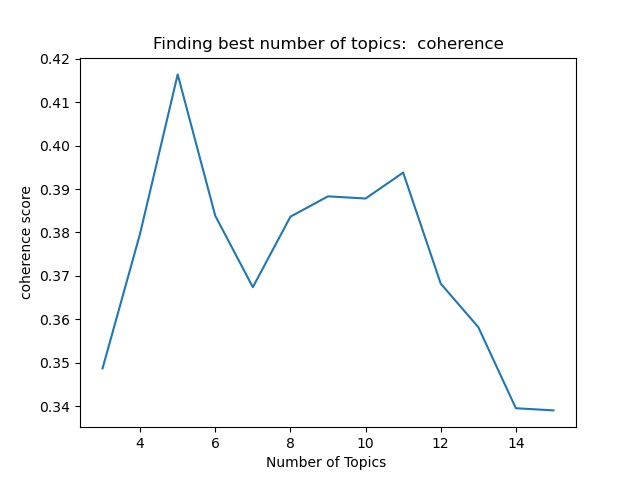 Finding best number of topics:  coherence
0.42
0.41
0.40
0.39
0.38
0.37
0.36
0.35
0.34
coherence score
4 6 8 10 12 14
Number of Topics